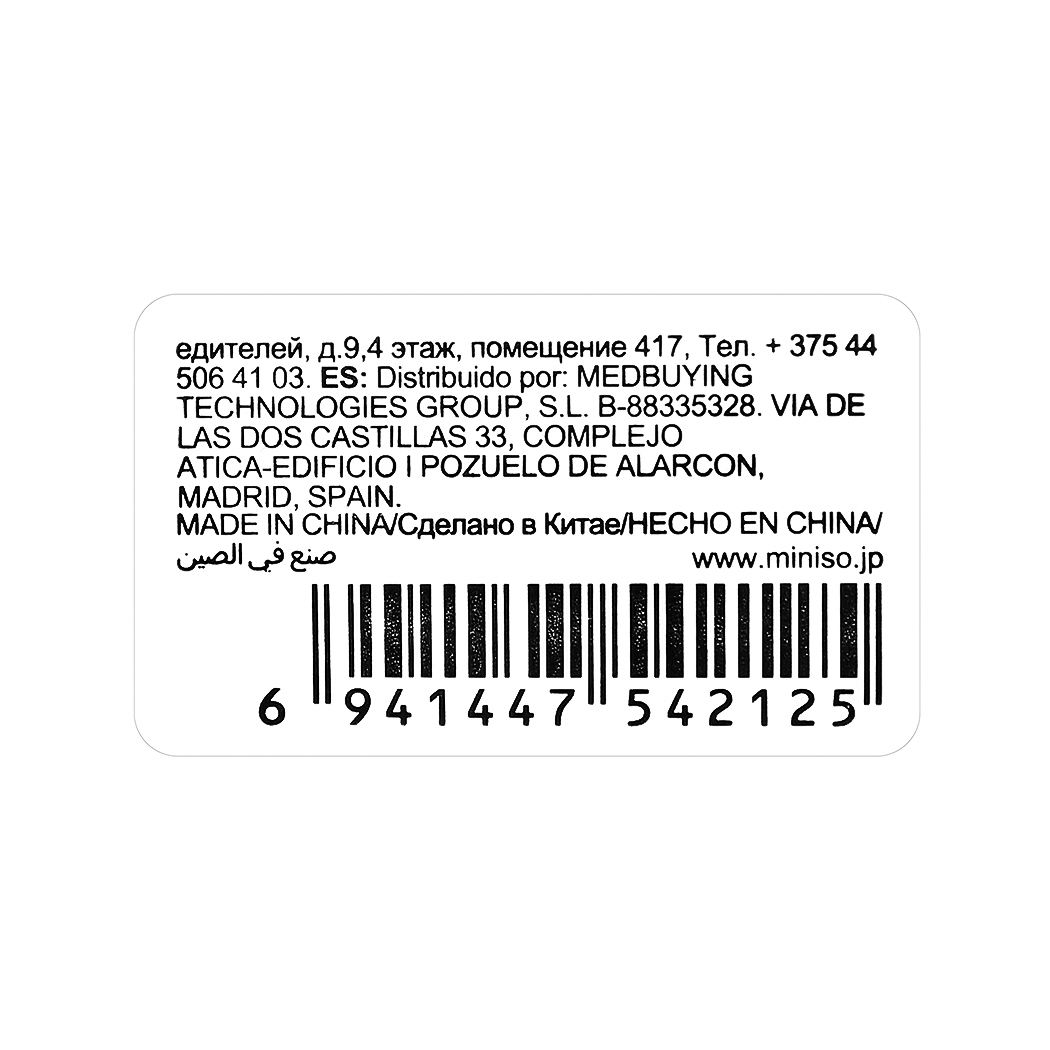 едителей, д.9,4 этаж, помещение 417, Тел. + 375 44
506 41 03. ES: Distribuido por: MEDBUYING
TECHNOLOGIES GROUP, S.L. B-88335328. VIA DE
LAS DOS CASTILLAS 33, COMPLEJO
ATICA-EDIFICIO I POZUELO DE ALARCON,
MADRID, SPAIN.
MADE IN CHINA/Сделано в Китае/HECHO EN CHINA/
صنع في الصين www.miniso.jp
6 941447 542125